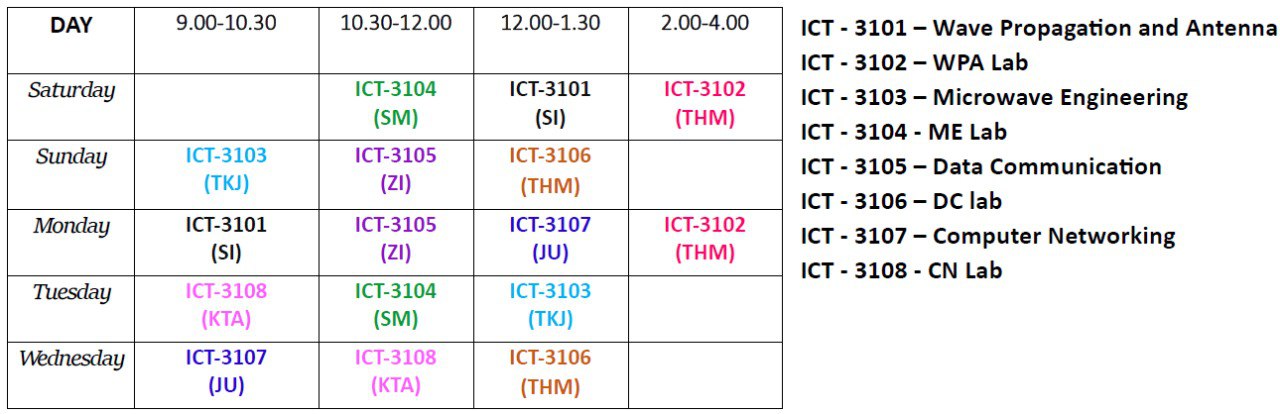 DAY 9.00-10.30 10.30-12.00 12.00-1.30 2.00-4.00
Saturday ICT-3104 ICT-3101 ICT-3102
(SM) (SI) (THM)
Sunday ICT-3103 ICT-3105 ICT-3106
(TKJ) (ZI) (THM)
Monday ICT-3101 ICT-3105 ICT-3107 ICT-3102
(SI) (ZI) (JU) (THM)
Tuesday ICT-3108 ICT-3104 ICT-3103
(KTA) (SM) (TKJ)
Wednesday ICT-3107 ICT-3108 ICT-3106
(JU) (KTA) (THM)
ICT - 3101 – Wave Propagation and Antenna
ICT - 3102 – WPA Lab
ICT - 3103 – Microwave Engineering
ICT - 3104 - ME Lab
ICT - 3105 – Data Communication
ICT - 3106 – DC lab
ICT - 3107 – Computer Networking
ICT - 3108 - CN Lab